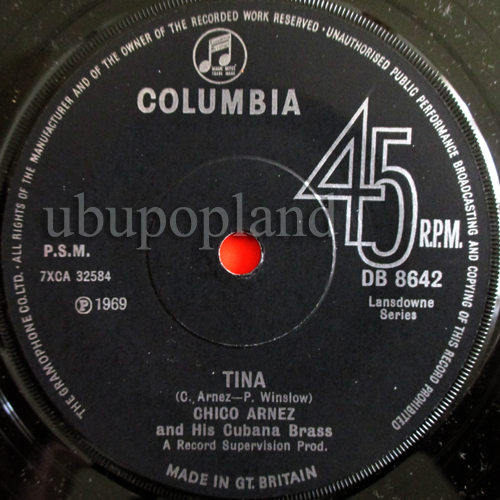 THE GRAMOPHONE CO. LTD. · ALL RIGHTS OF THE MANUFACTURER AND OF THE OWNER OF THE RECORDED WORK RESERVED · UNAUTHORISED PUBLIC PERFORMANCE BROADCASTING AND COPYING OF THIS RECORD PROHIBITED
COLUMBIA
45 R.P.M.
ubupopland
P.S.M.
7XCA 32584
Ⓟ 1969
DB 8642
Lansdowne
Series
TINA
(C. Arnez—P. Winslow)
CHICO ARNEZ
and His Cubana Brass
A Record Supervision Prod.
MADE IN GT. BRITAIN